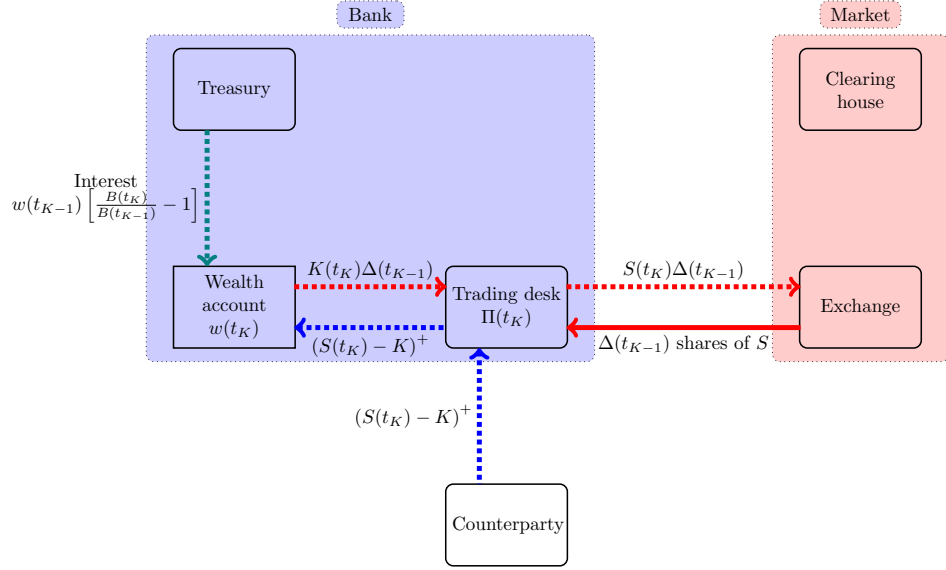 Bank
Market
Treasury
Clearing
house
Interest
w(t_{K-1}) [B(t_K)/B(t_{K-1}) − 1]
Wealth
account
w(t_K)
K(t_K)Δ(t_{K-1})
(S(t_K) − K)^+
Trading desk
Π(t_K)
S(t_K)Δ(t_{K-1})
Δ(t_{K-1}) shares of S
Exchange
(S(t_K) − K)^+
Counterparty